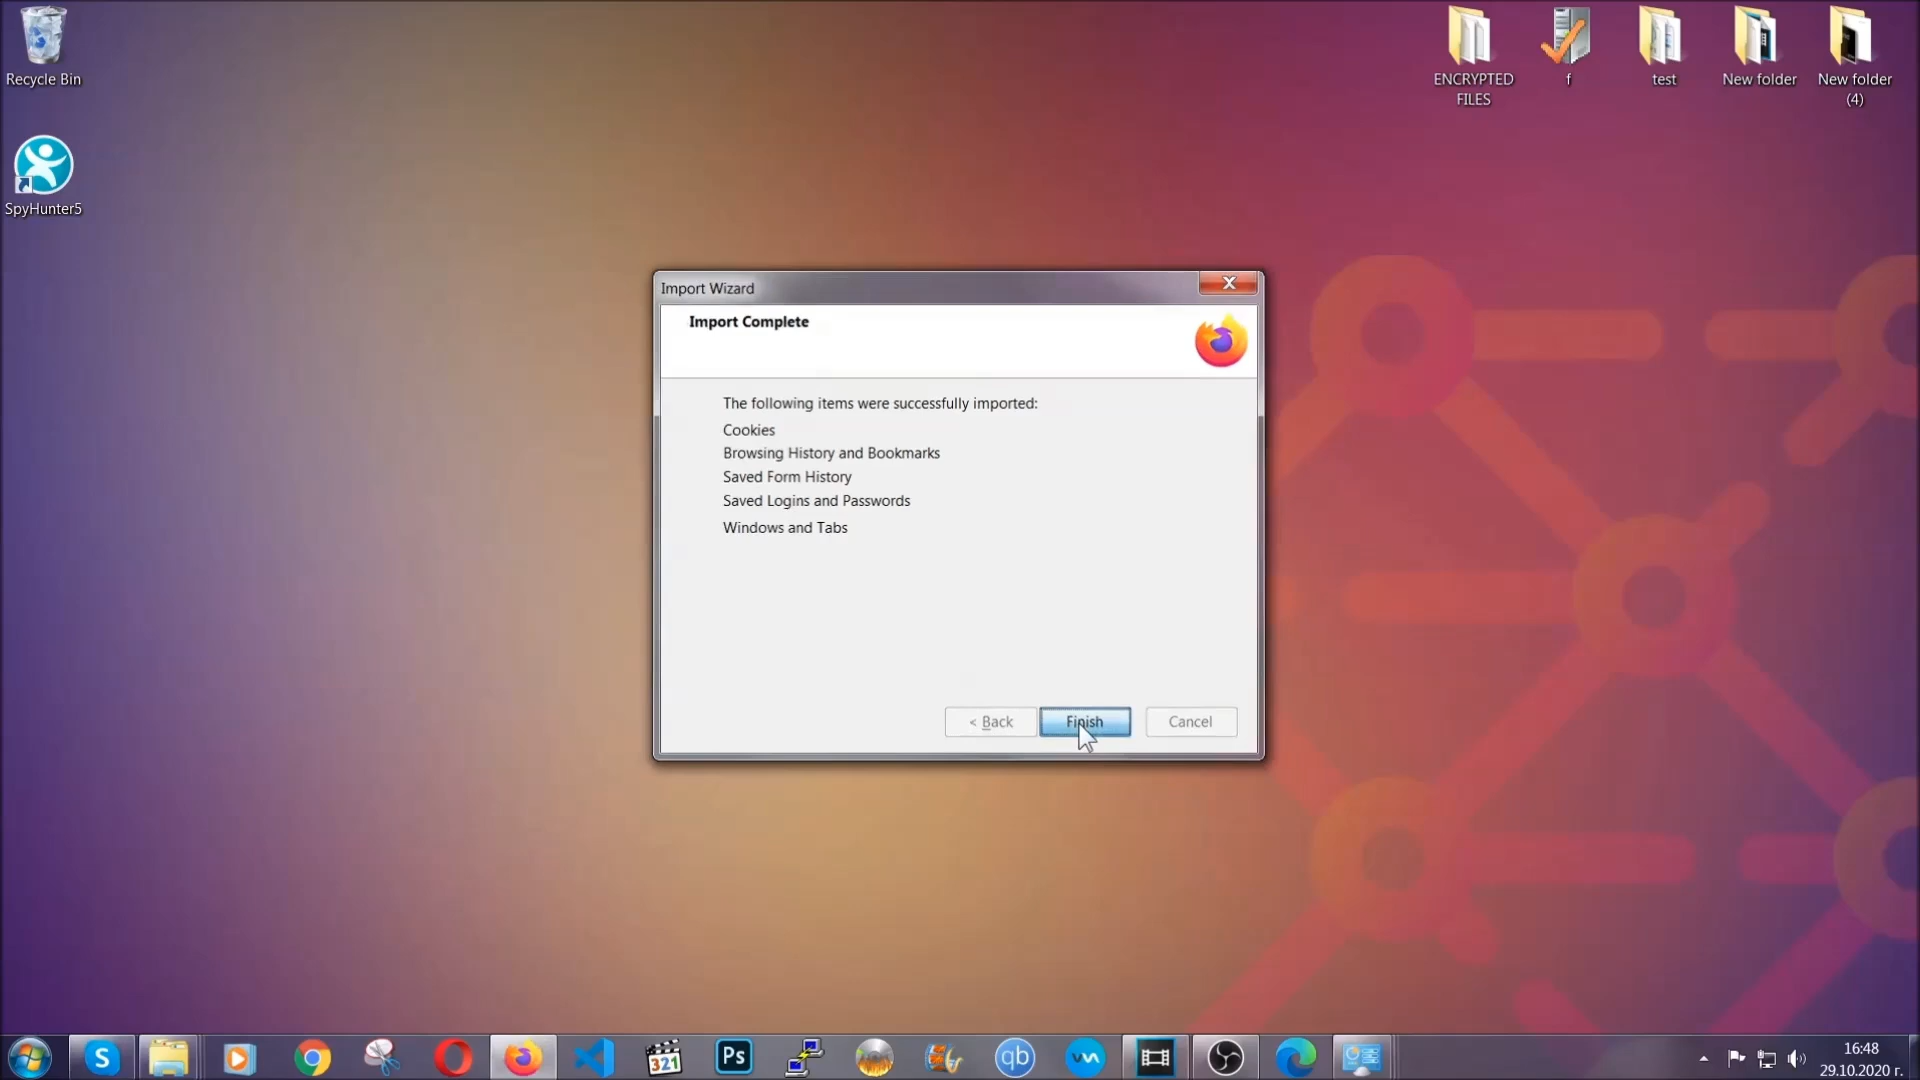 Recycle Bin
SpyHunter5
ENCRYPTED
FILES
f
test
New folder
New folder
(4)
Import Wizard
Import Complete
The following items were successfully imported:
Cookies
Browsing History and Bookmarks
Saved Form History
Saved Logins and Passwords
Windows and Tabs
< Back
Finish
Cancel
S
321
Ps
qb
16:48
29.10.2020 г.